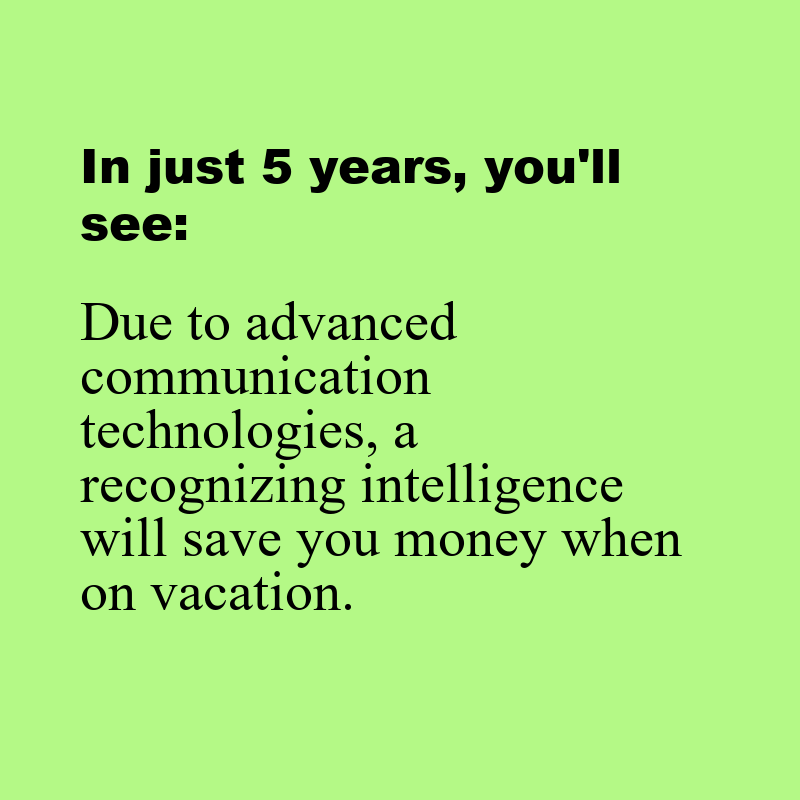 In just 5 years, you'll
see:
Due to advanced
communication
technologies, a
recognizing intelligence
will save you money when
on vacation.